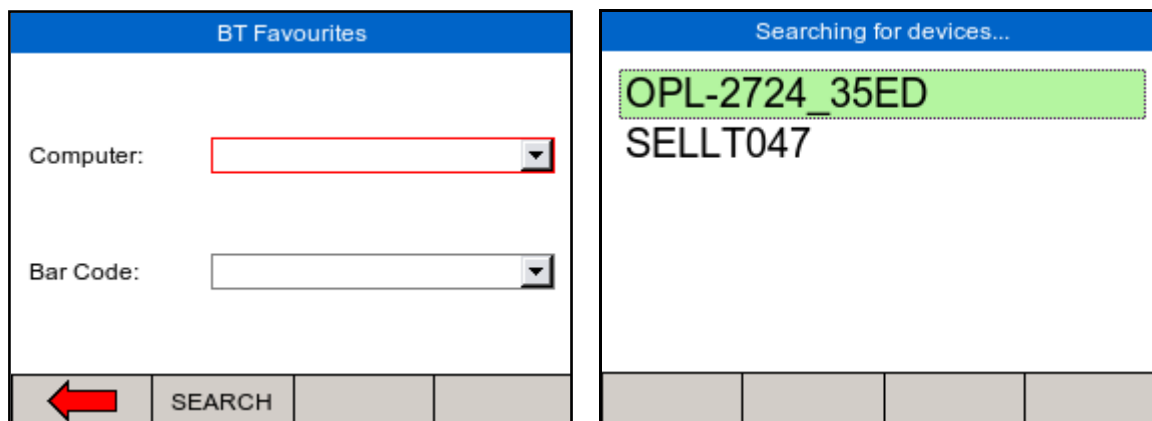 BT Favourites
Computer:
Bar Code:
SEARCH
Searching for devices...
OPL-2724_35ED
SELLT047